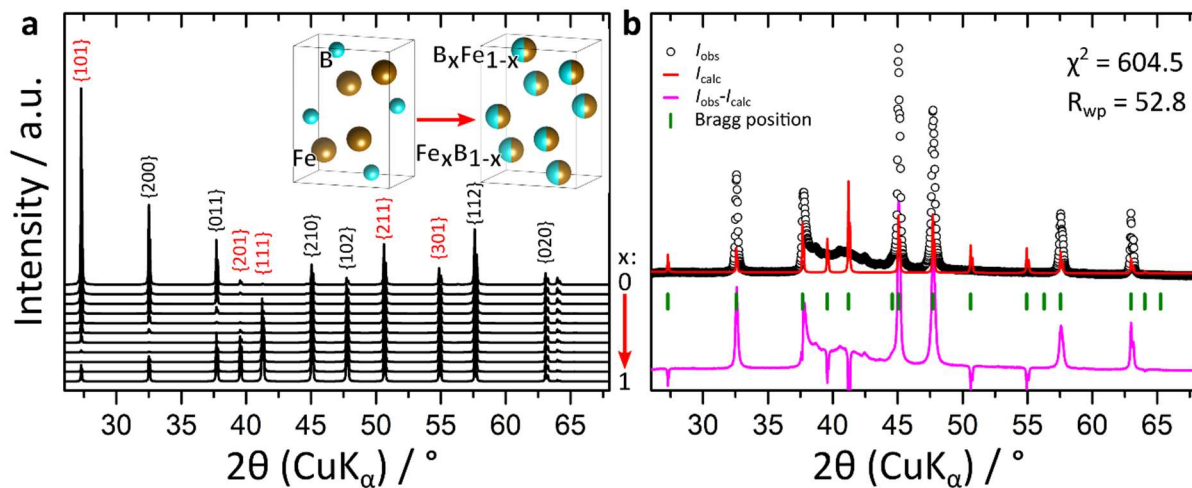 a
{101}
{200}
{011}
{201}
{111}
{210}
{102}
{211}
{301}
{112}
{020}
B
Fe
BxFe1-x
FexB1-x
x:
0
1
Intensity / a.u.
30 35 40 45 50 55 60 65
2θ (CuKα) / °
b
Iobs
Icalc
Iobs-Icalc
Bragg position
χ² = 604.5
Rwp = 52.8
30 35 40 45 50 55 60 65
2θ (CuKα) / °